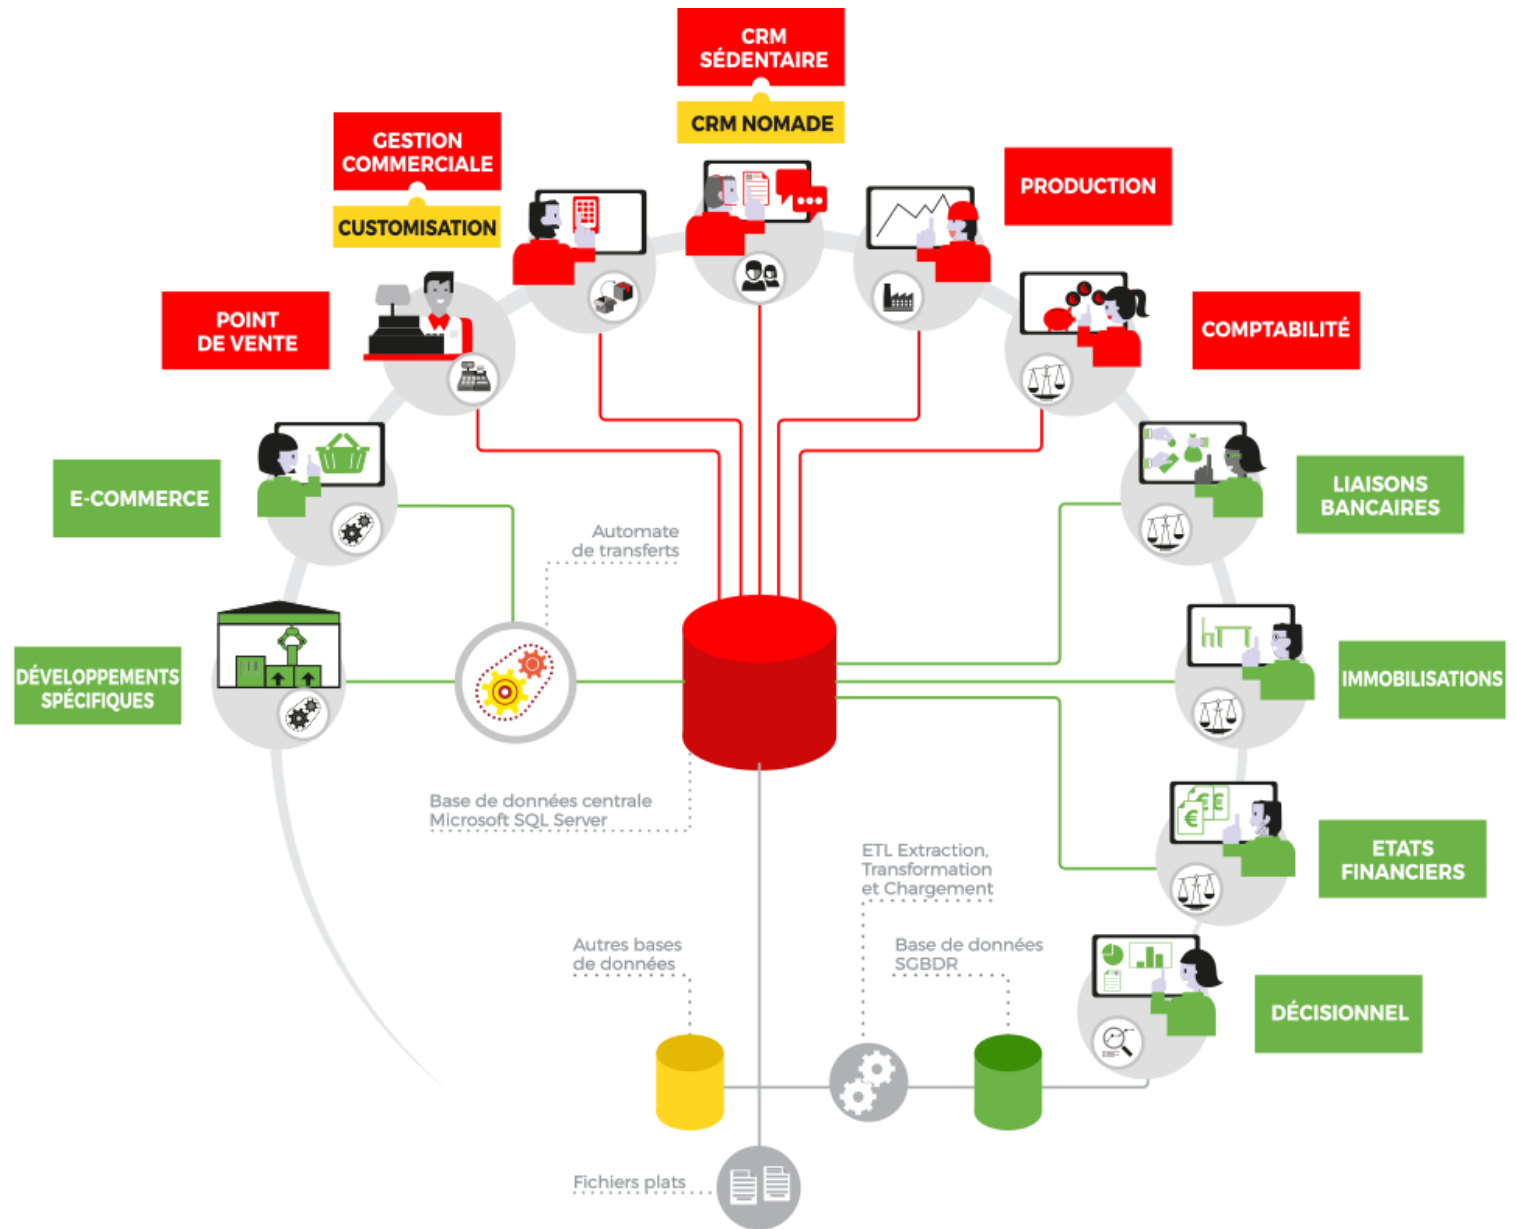 CRM
SÉDENTAIRE
CRM NOMADE
GESTION
COMMERCIALE
CUSTOMISATION
PRODUCTION
POINT
DE VENTE
COMPTABILITÉ
E-COMMERCE
LIAISONS
BANCAIRES
Automate
de transferts
DÉVELOPPEMENTS
SPÉCIFIQUES
IMMOBILISATIONS
Base de données centrale
Microsoft SQL Server
ETATS
FINANCIERS
ETL Extraction,
Transformation
et Chargement
Autres bases
de données
Base de données
SGBDR
DÉCISIONNEL
Fichiers plats